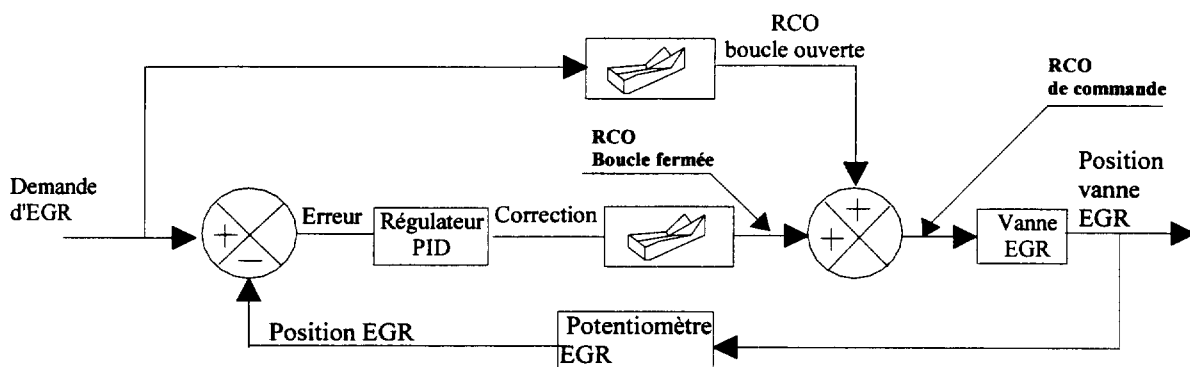 RCO
boucle ouverte
RCO
de commande
RCO
Boucle fermée
Demande
d'EGR
+
−
Erreur
Régulateur
PID
Correction
+
+
Vanne
EGR
Position
vanne
EGR
Position EGR
Potentiomètre
EGR